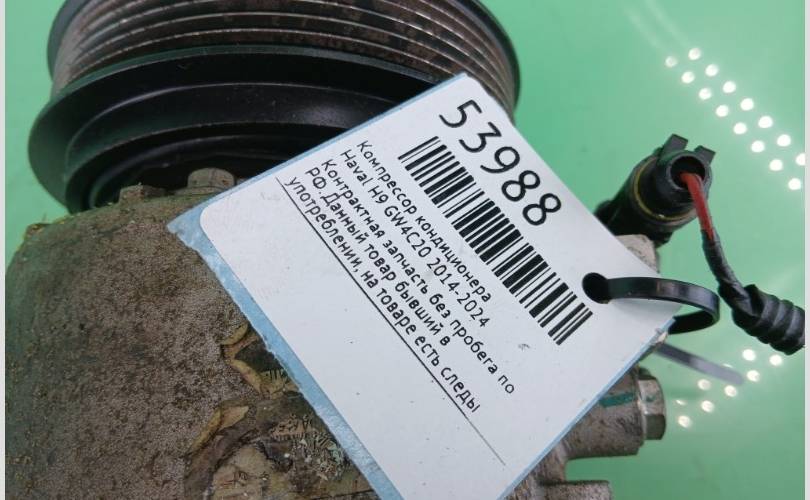 53988
Компрессор кондиционера
Haval H9 GW4C20 2014-2024
Контрактная запчасть без пробега по
РФ. Данный товар бывший в
употреблении, на товаре есть следы